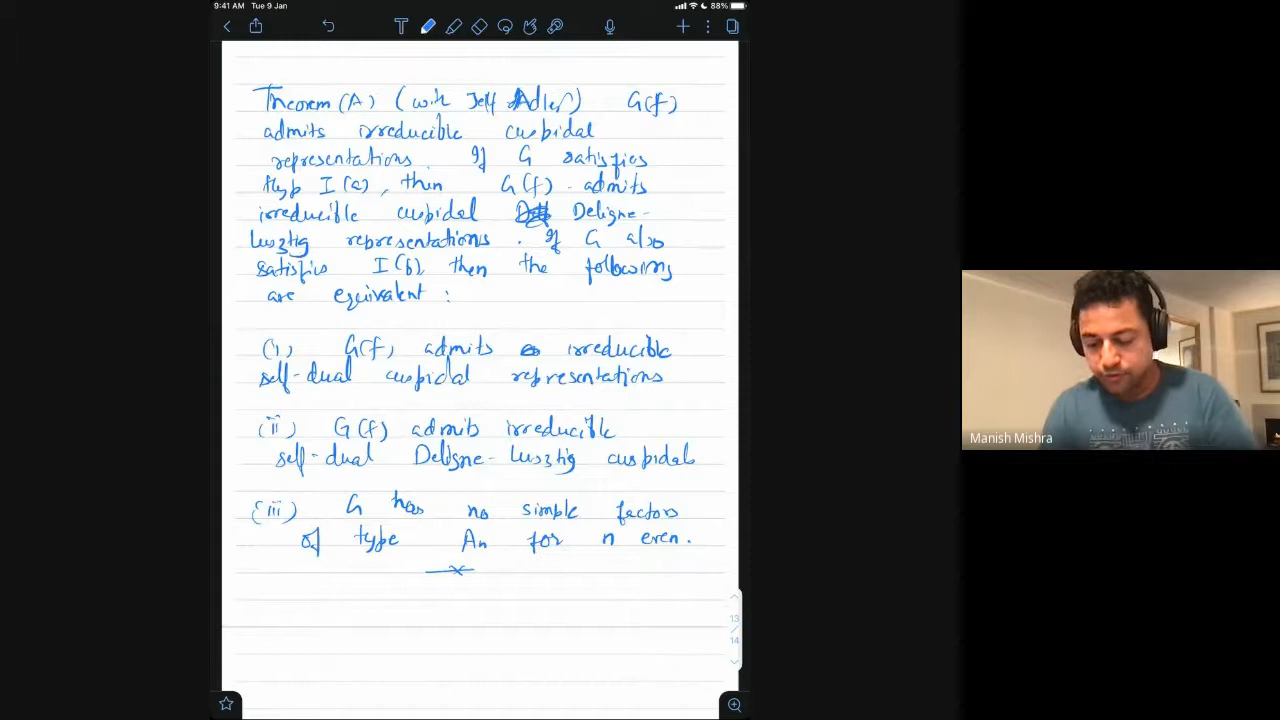 9:41 AM Tue 9 Jan
88%
Theorem (A) (with Jeff Adler) G(f)
admits irreducible cuspidal
representations. If G satisfies
Hyp I(a), then G(f) admits
irreducible cuspidal Deligne-
Lusztig representations. If G also
satisfies I(b), then the following
are equivalent:
(i) G(f) admits irreducible
self-dual cuspidal representations
(ii) G(f) admits irreducible
self-dual Deligne-Lusztig cuspidals
(iii) G has no simple factors
of type An for n even.
13
14
Manish Mishra